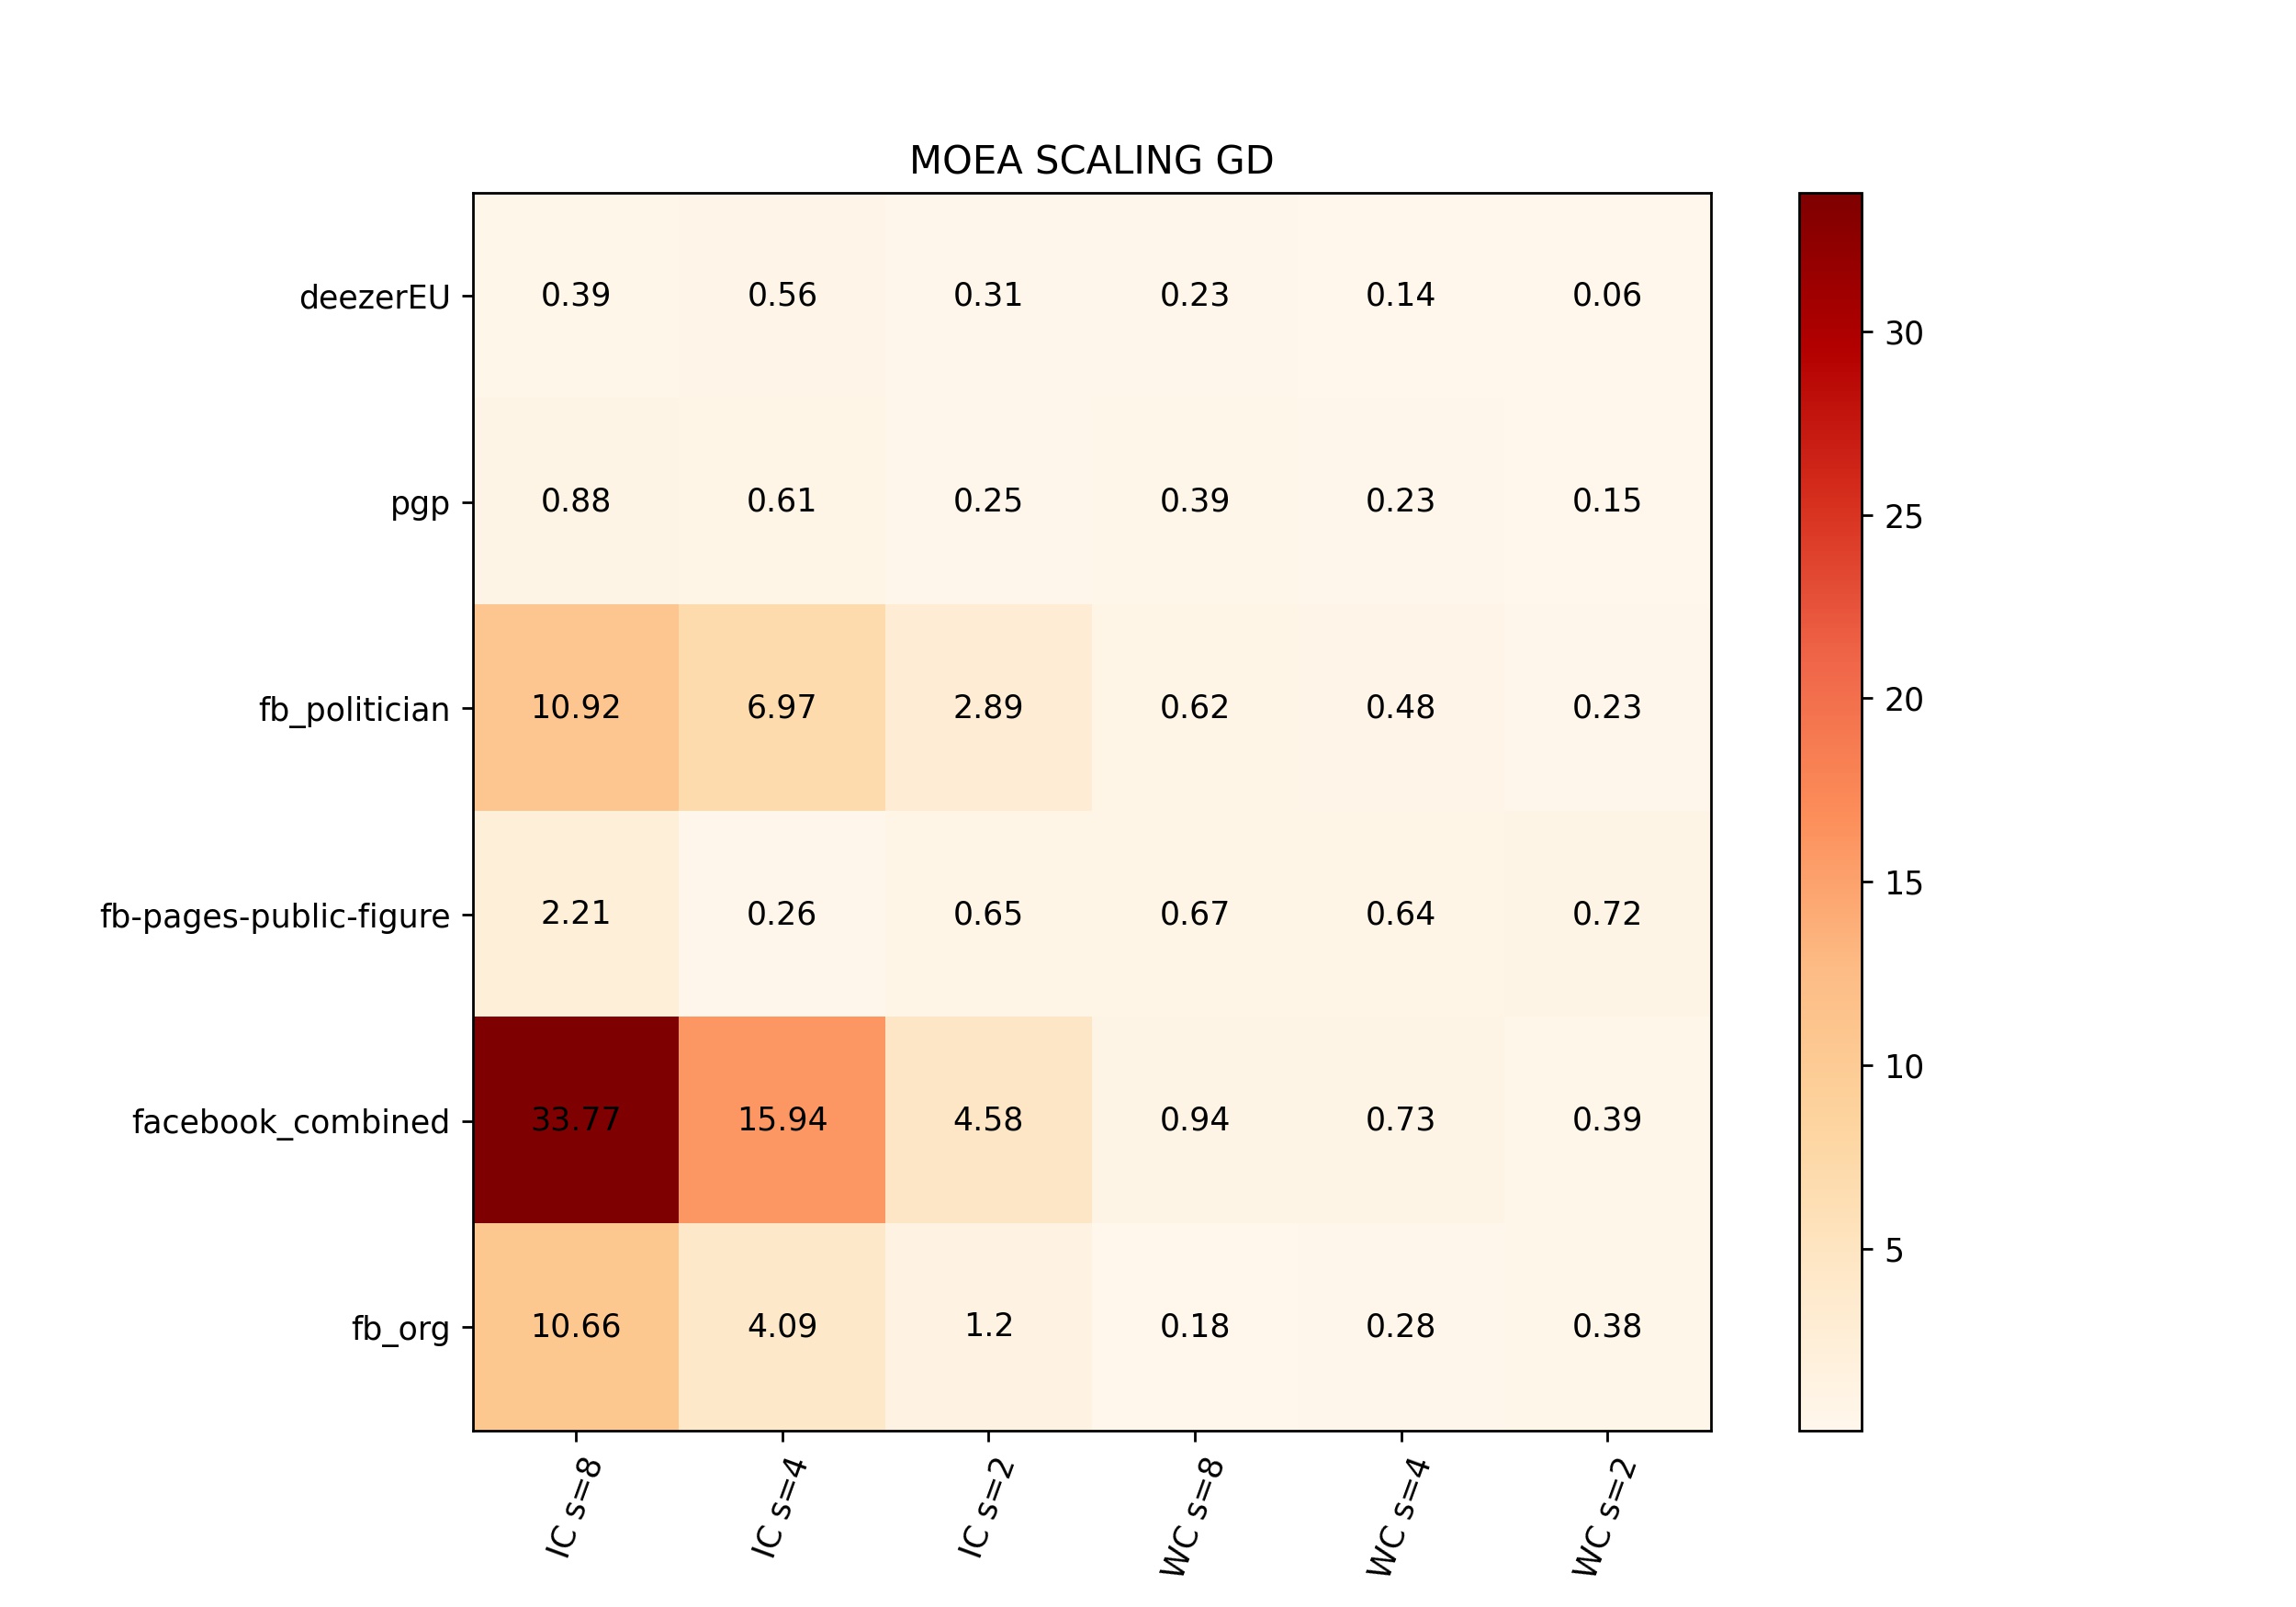 MOEA SCALING GD
deezerEU 0.39 0.56 0.31 0.23 0.14 0.06
pgp 0.88 0.61 0.25 0.39 0.23 0.15
fb_politician 10.92 6.97 2.89 0.62 0.48 0.23
fb-pages-public-figure 2.21 0.26 0.65 0.67 0.64 0.72
facebook_combined 33.77 15.94 4.58 0.94 0.73 0.39
fb_org 10.66 4.09 1.2 0.18 0.28 0.38
IC s=8 IC s=4 IC s=2 WC s=8 WC s=4 WC s=2
30
25
20
15
10
5